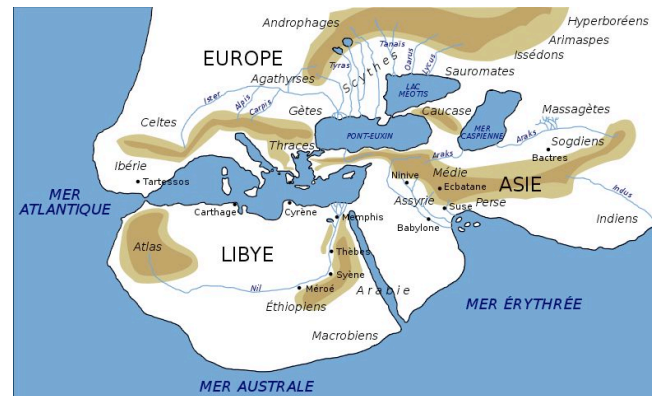 Androphages
Hyperboréens
Arimaspes
Issédons
EUROPE
Tyras
Scythes
Tanais
Oarus
Lycus
Sauromates
Agathyrses
Ister
Alpis
Carpis
LAC
MÉOTIS
Celtes
Gètes
Caucase
Massagètes
PONT-EUXIN
MER
CASPIENNE
Araks
Sogdiens
Thraces
Araks
Bactres
Ibérie
Tartessos
Ninive
Médie
Ecbatane
ASIE
MER
ATLANTIQUE
Carthage
Cyrène
Memphis
Assyrie
Suse
Perse
Indus
Babylone
Indiens
Atlas
LIBYE
Thèbes
Syène
Nil
Méroé
Arabie
Éthiopiens
MER ÉRYTHRÉE
Macrobiens
MER AUSTRALE